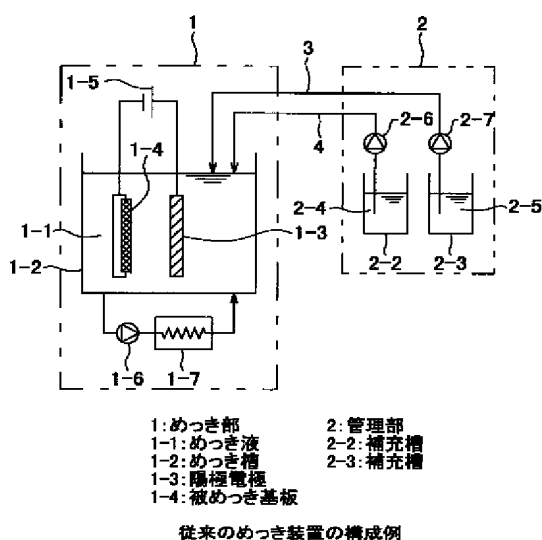 1
2
1-5
3
1-4
4
2-6
2-7
1-1
1-2
1-3
2-4
2-5
2-2
2-3
1-6
1-7
1:めっき部
2:管理部
1-1:めっき液
2-2:補充槽
1-2:めっき槽
2-3:補充槽
1-3:陽極電極
1-4:被めっき基板
従来のめっき装置の構成例